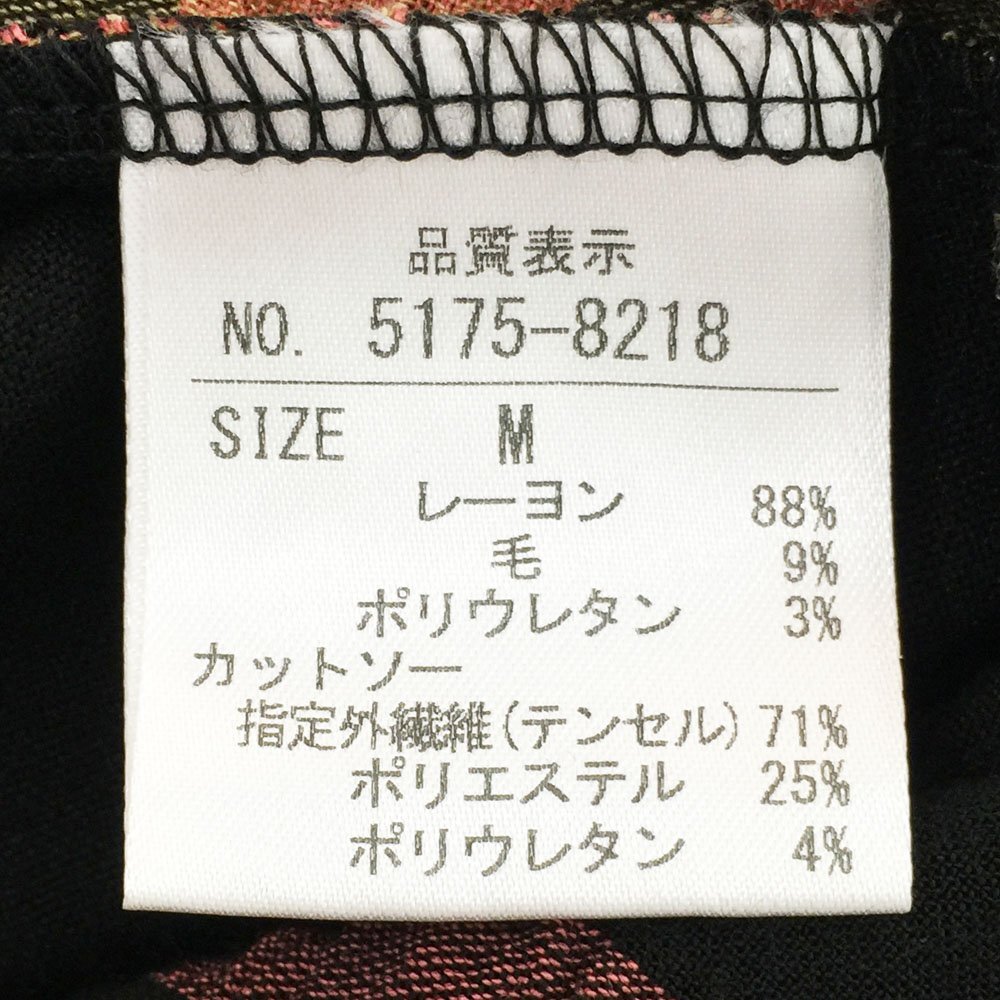 品質表示
NO. 5175-8218
SIZE M
レーヨン 88%
毛 9%
ポリウレタン 3%
カットソー
指定外繊維(テンセル) 71%
ポリエステル 25%
ポリウレタン 4%